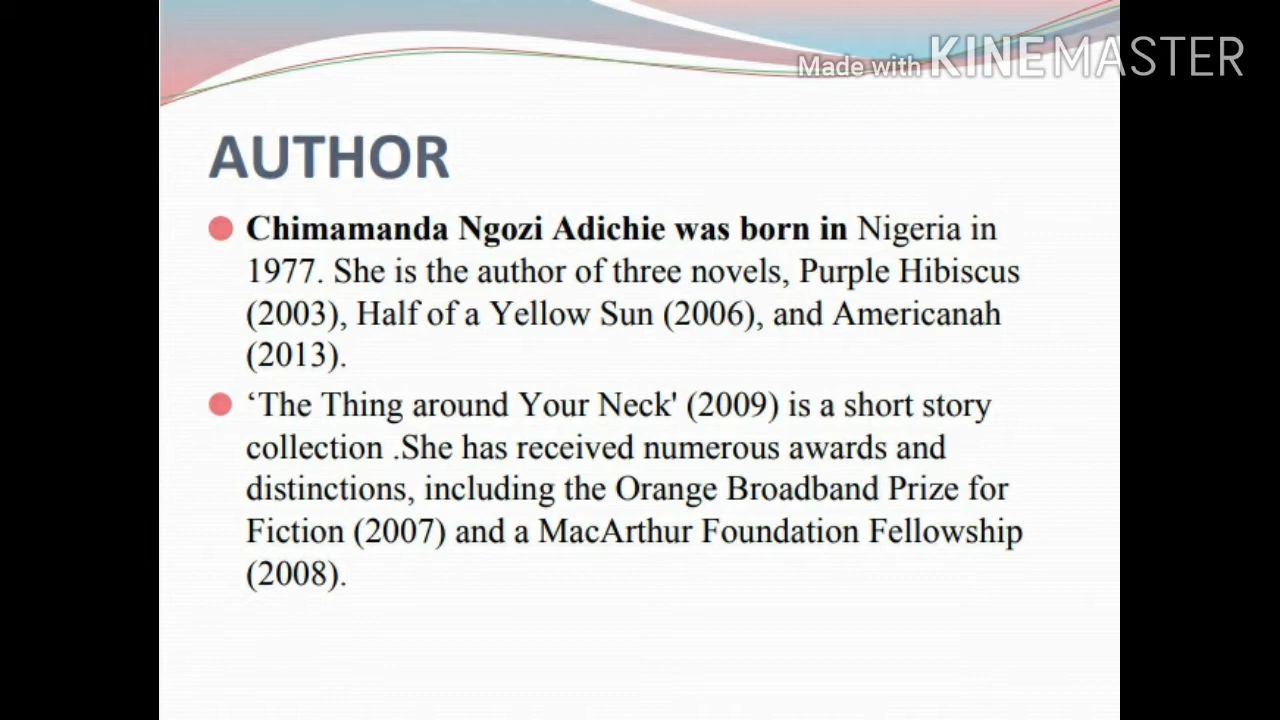 Made with KINEMASTER
AUTHOR
Chimamanda Ngozi Adichie was born in Nigeria in
1977. She is the author of three novels, Purple Hibiscus
(2003), Half of a Yellow Sun (2006), and Americanah
(2013).
‘The Thing around Your Neck' (2009) is a short story
collection .She has received numerous awards and
distinctions, including the Orange Broadband Prize for
Fiction (2007) and a MacArthur Foundation Fellowship
(2008).